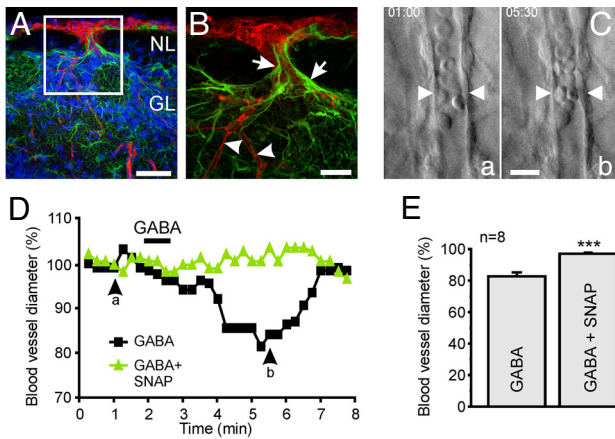 A
NL
GL
B
01:00
a
05:30
C
b
D
Blood vessel diameter (%)
110
100
90
80
70
GABA
a
b
GABA
GABA+
SNAP
0 1 2 3 4 5 6 7 8
Time (min)
E
Blood vessel diameter (%)
n=8
***
100
80
60
40
20
0
GABA
GABA + SNAP